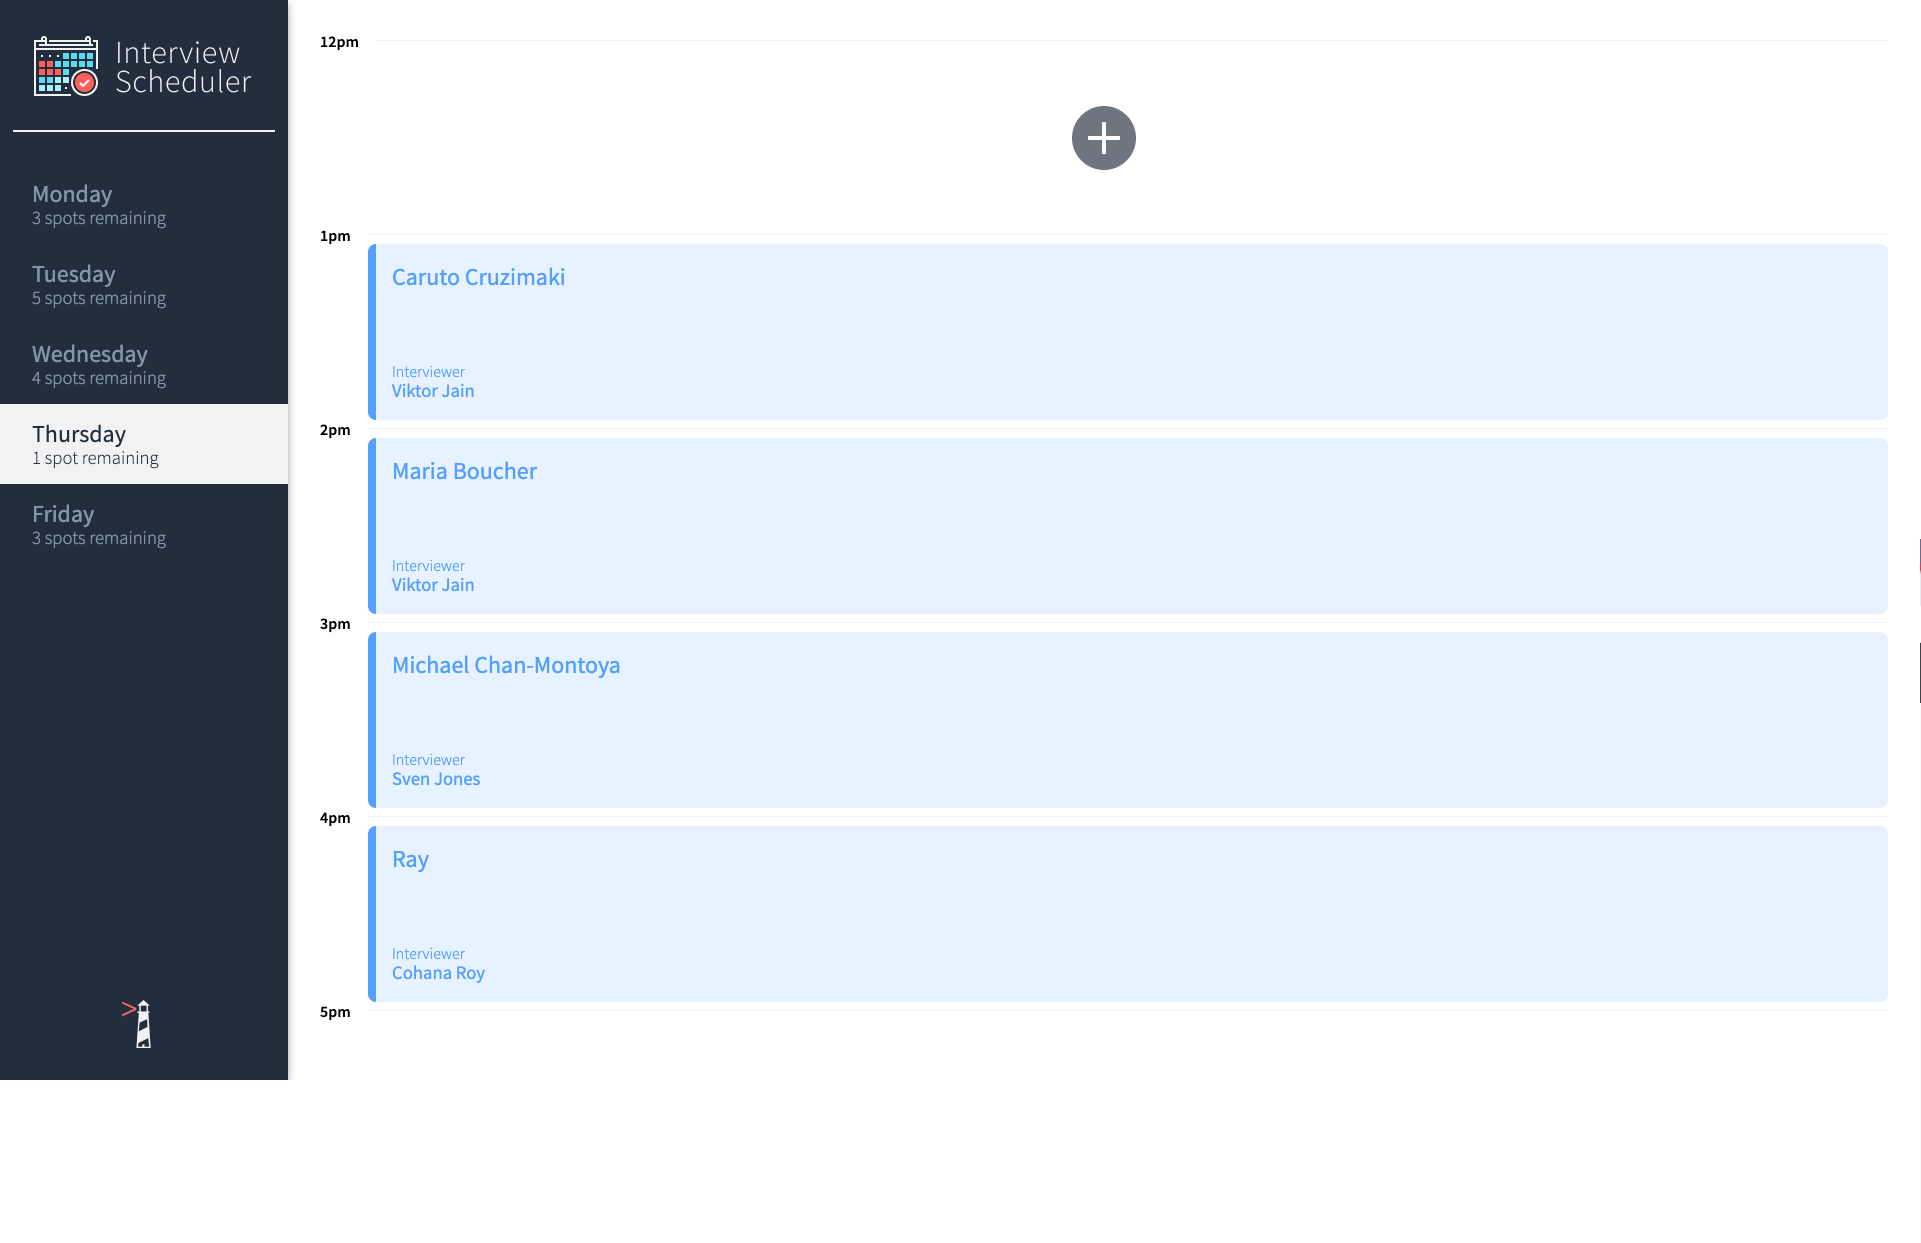 Interview
Scheduler
Monday
3 spots remaining
Tuesday
5 spots remaining
Wednesday
4 spots remaining
Thursday
1 spot remaining
Friday
3 spots remaining
12pm
1pm
Caruto Cruzimaki
Interviewer
Viktor Jain
2pm
Maria Boucher
Interviewer
Viktor Jain
3pm
Michael Chan-Montoya
Interviewer
Sven Jones
4pm
Ray
Interviewer
Cohana Roy
5pm